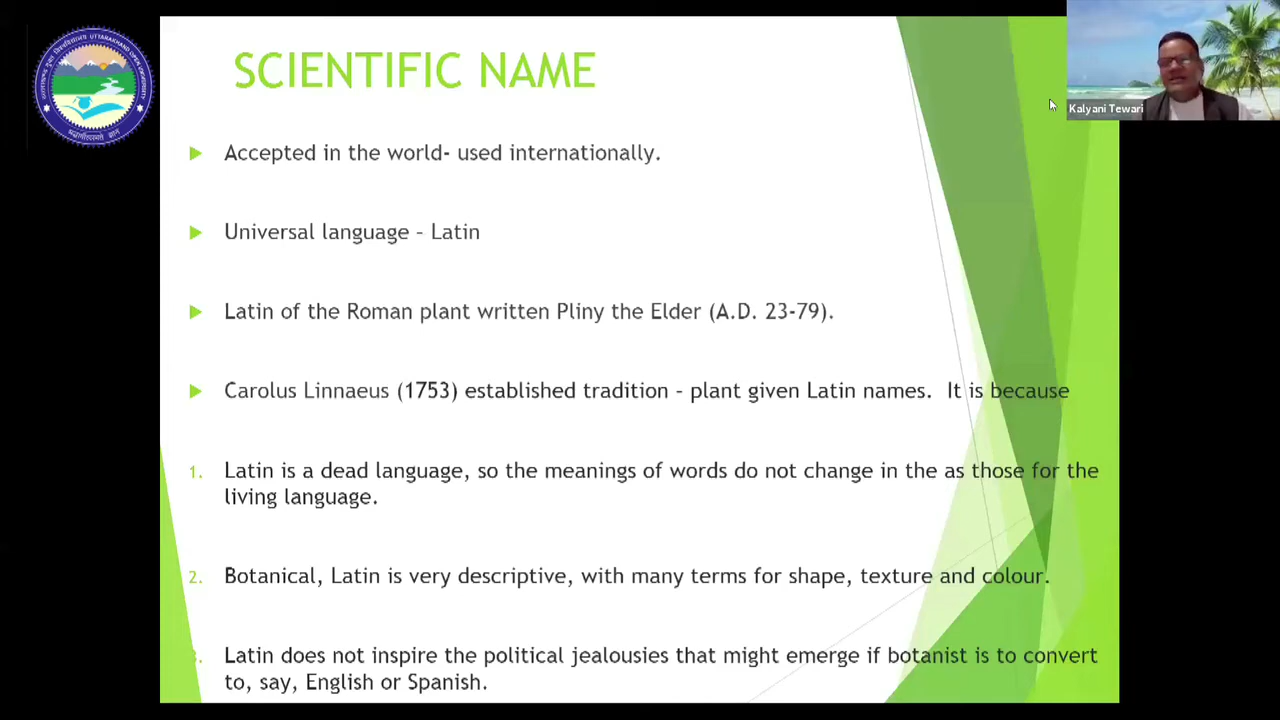 SCIENTIFIC NAME
Kalyani Tewari
Accepted in the world- used internationally.
Universal language – Latin
Latin of the Roman plant written Pliny the Elder (A.D. 23-79).
Carolus Linnaeus (1753) established tradition – plant given Latin names. It is because
1. Latin is a dead language, so the meanings of words do not change in the as those for the
living language.
2. Botanical, Latin is very descriptive, with many terms for shape, texture and colour.
3. Latin does not inspire the political jealousies that might emerge if botanist is to convert
to, say, English or Spanish.